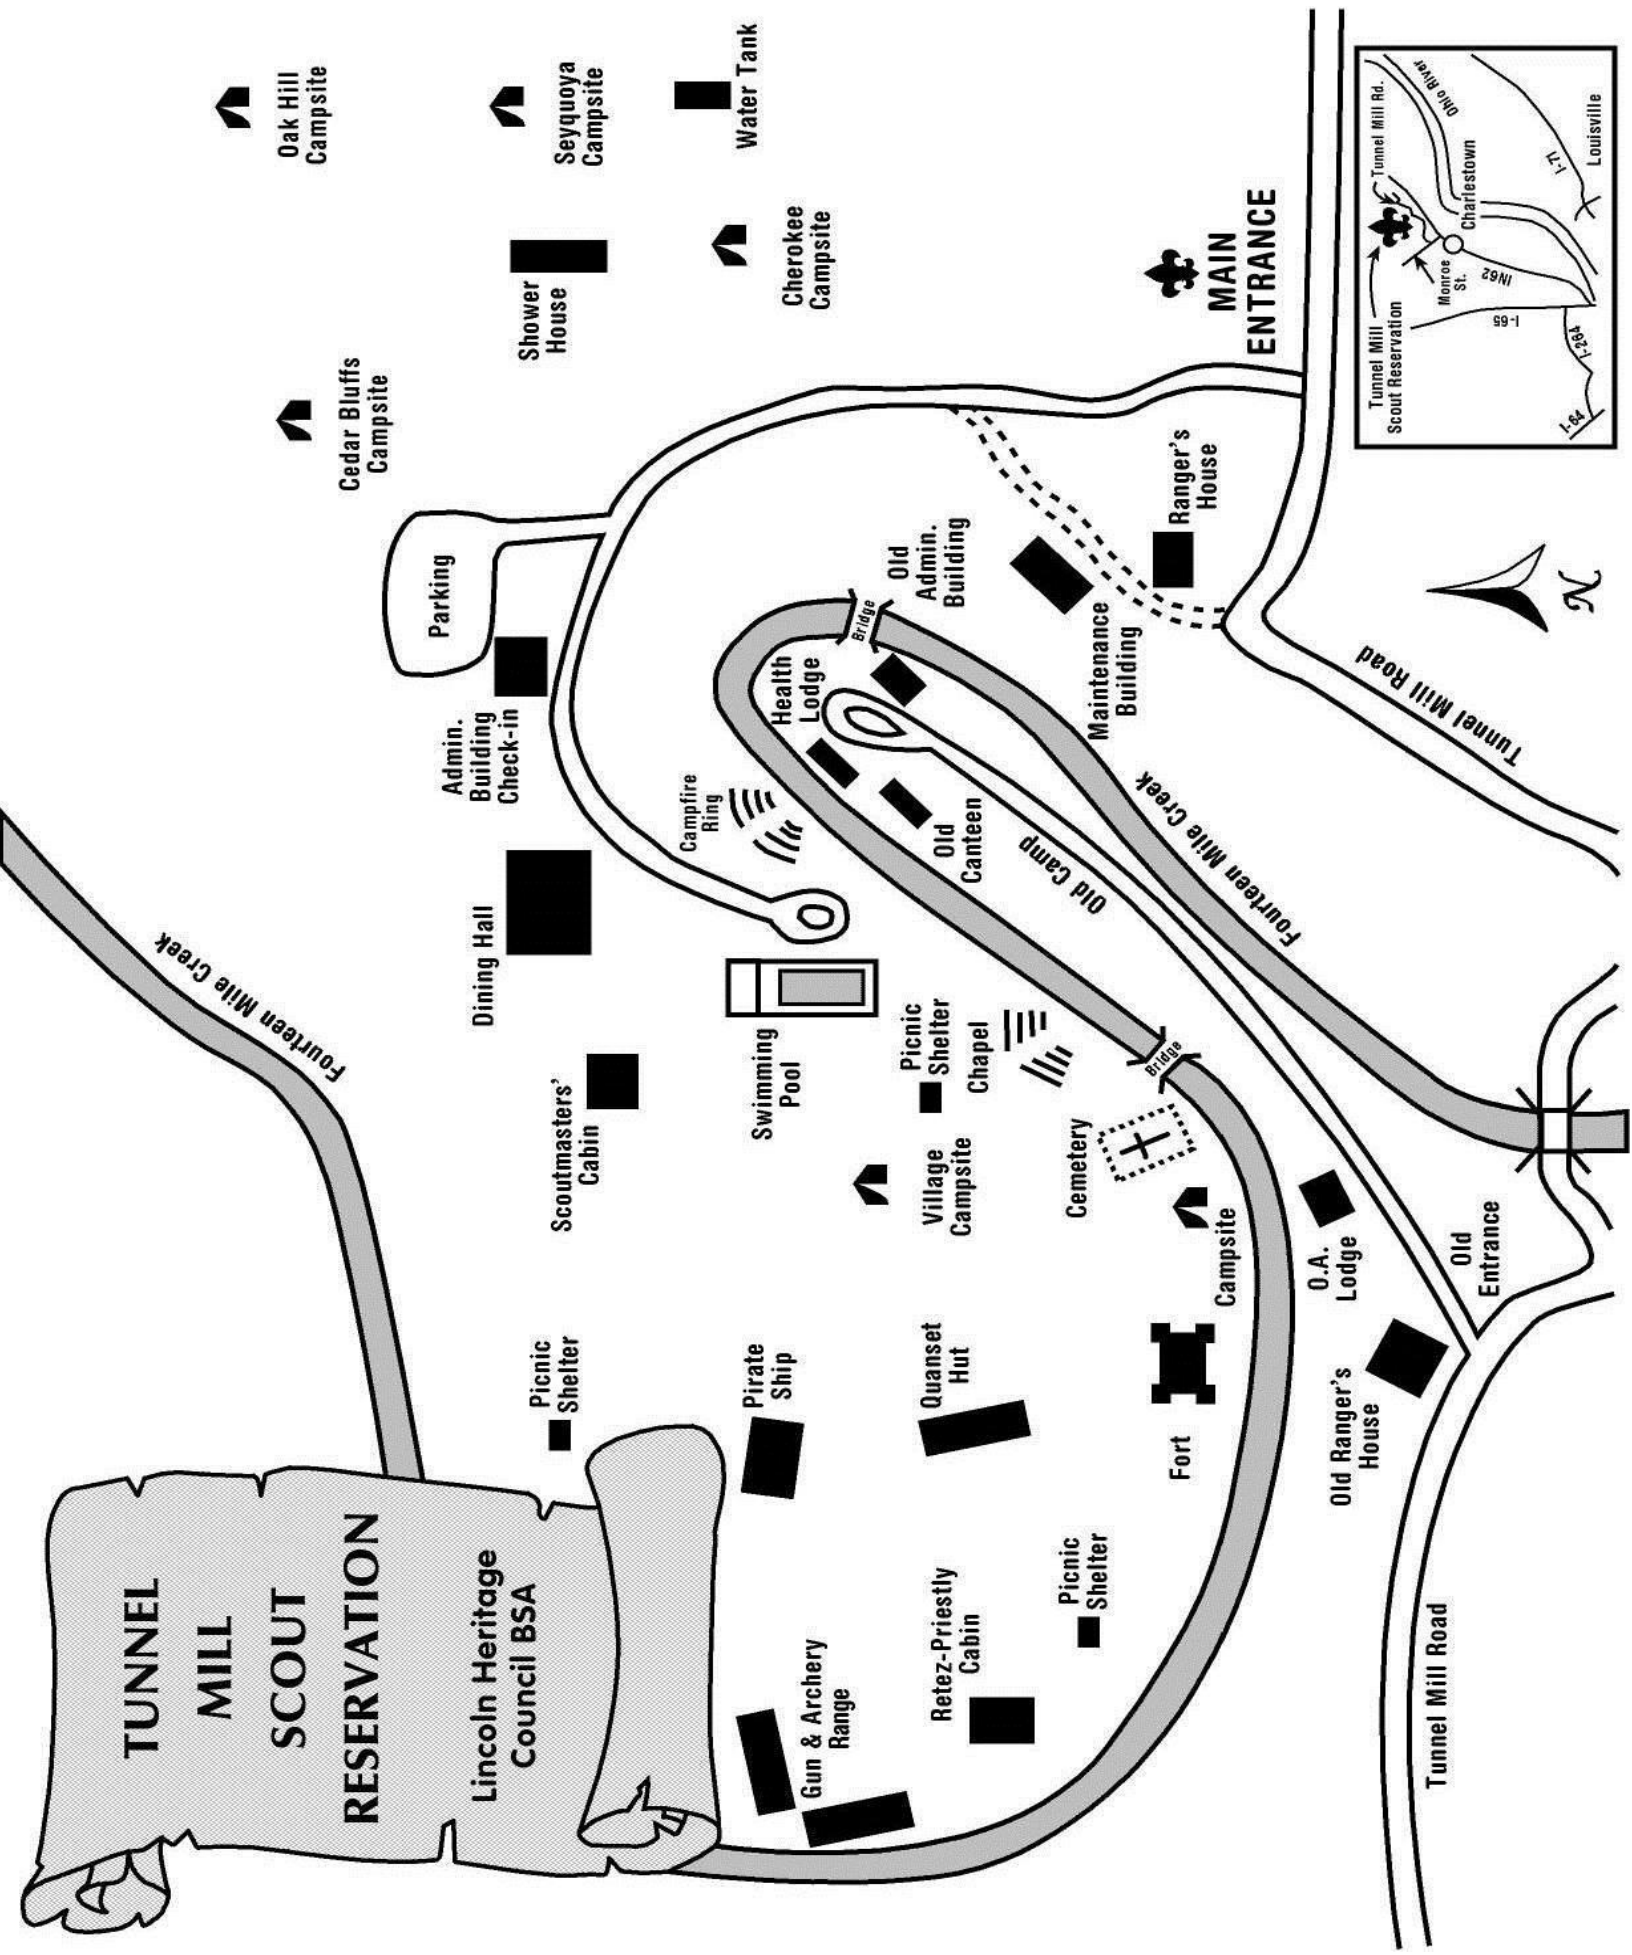 TUNNEL
MILL
SCOUT
RESERVATION
Lincoln Heritage
Council BSA
Fourteen Mile Creek
Cedar Bluffs
Campsite
Oak Hill
Campsite
Parking
Admin.
Building
Check-in
Dining Hall
Scoutmasters'
Cabin
Picnic
Shelter
Shower
House
Seyquoya
Campsite
Water Tank
Cherokee
Campsite
Campfire
Ring
Swimming
Pool
Pirate
Ship
Gun & Archery
Range
Health
Lodge
Bridge
Old
Admin.
Building
Old
Canteen
Old Camp
Picnic
Shelter
Chapel
Village
Campsite
Quanset
Hut
Retez-Priestly
Cabin
Picnic
Shelter
Cemetery
Bridge
Campsite
Fort
Fourteen Mile Creek
Maintenance
Building
Ranger's
House
MAIN
ENTRANCE
O.A.
Lodge
Old Ranger's
House
Old
Entrance
Tunnel Mill Road
Tunnel Mill Road
N
Tunnel Mill
Scout Reservation
Tunnel Mill Rd.
Ohio River
Monroe
St.
Charlestown
IN62
I-65
I-71
I-264
I-64
Louisville